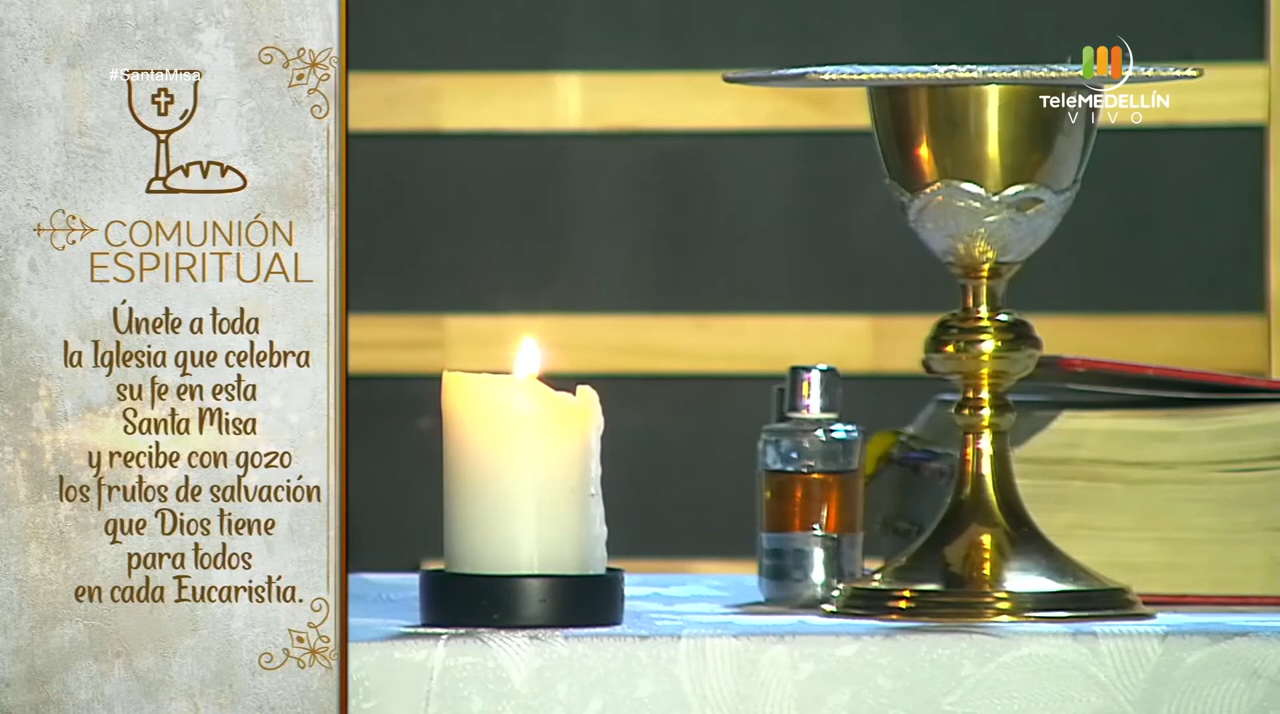 #SantaMisa
COMUNIÓN
ESPIRITUAL
Únete a toda
la Iglesia que celebra
su fe en esta
Santa Misa
y recibe con gozo
los frutos de salvación
que Dios tiene
para todos
en cada Eucaristía.
TeleMEDELLÍN
VIVO